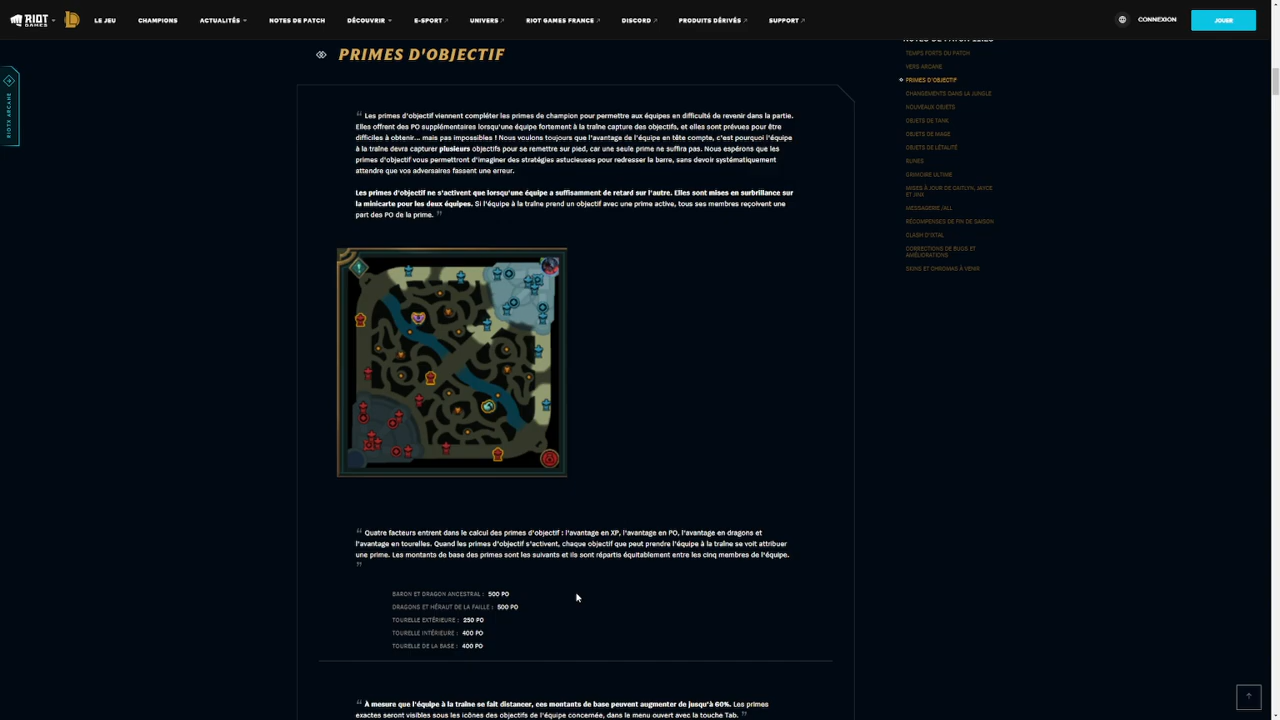 RIOT GAMES
LE JEU
CHAMPIONS
ACTUALITÉS
NOTES DE PATCH
DÉCOUVRIR
E-SPORT
UNIVERS
RIOT GAMES FRANCE
DISCORD
PRODUITS DÉRIVÉS
SUPPORT
CONNEXION
JOUER
RIOTX ARCANE
PRIMES D'OBJECTIF
Les primes d'objectif viennent compléter les primes de champion pour permettre aux équipes en difficulté de revenir dans la partie.
Elles offrent des PO supplémentaires lorsqu'une équipe fortement à la traîne capture des objectifs, et elles sont prévues pour être
difficiles à obtenir... mais pas impossibles ! Nous voulons toujours que l'avantage de l'équipe en tête compte, c'est pourquoi l'équipe
à la traîne devra capturer plusieurs objectifs pour se remettre sur pied, car une seule prime ne suffira pas. Nous espérons que les
primes d'objectif vous permettront d'imaginer des stratégies astucieuses pour redresser la barre, sans devoir systématiquement
attendre que vos adversaires fassent une erreur.
Les primes d'objectif ne s'activent que lorsqu'une équipe a suffisamment de retard sur l'autre. Elles sont mises en surbrillance sur
la minicarte pour les deux équipes. Si l'équipe à la traîne prend un objectif avec une prime active, tous ses membres reçoivent une
part des PO de la prime.
Quatre facteurs entrent dans le calcul des primes d'objectif : l'avantage en XP, l'avantage en PO, l'avantage en dragons et
l'avantage en tourelles. Quand les primes d'objectif s'activent, chaque objectif que peut prendre l'équipe à la traîne se voit attribuer
une prime. Les montants de base des primes sont les suivants et ils sont répartis équitablement entre les cinq membres de l'équipe.
BARON ET DRAGON ANCESTRAL : 500 PO
DRAGONS ET HÉRAUT DE LA FAILLE : 500 PO
TOURELLE EXTÉRIEURE : 250 PO
TOURELLE INTÉRIEURE : 400 PO
TOURELLE DE LA BASE : 400 PO
À mesure que l'équipe à la traîne se fait distancer, ces montants de base peuvent augmenter de jusqu'à 60%. Les primes
exactes seront visibles sous les icônes des objectifs de l'équipe concernée, dans le menu ouvert avec la touche Tab.
TEMPS FORTS DU PATCH
VERS ARCANE
PRIMES D'OBJECTIF
CHANGEMENTS DANS LA JUNGLE
NOUVEAUX OBJETS
OBJETS DE TANK
OBJETS DE MAGE
OBJETS DE LÉTALITÉ
RUNES
GRIMOIRE ULTIME
MISES À JOUR DE CAITLYN, JAYCE
ET JINX
MESSAGERIE /ALL
RÉCOMPENSES DE FIN DE SAISON
CLASH D'IXTAL
CORRECTIONS DE BUGS ET
AMÉLIORATIONS
SKINS ET CHROMAS À VENIR